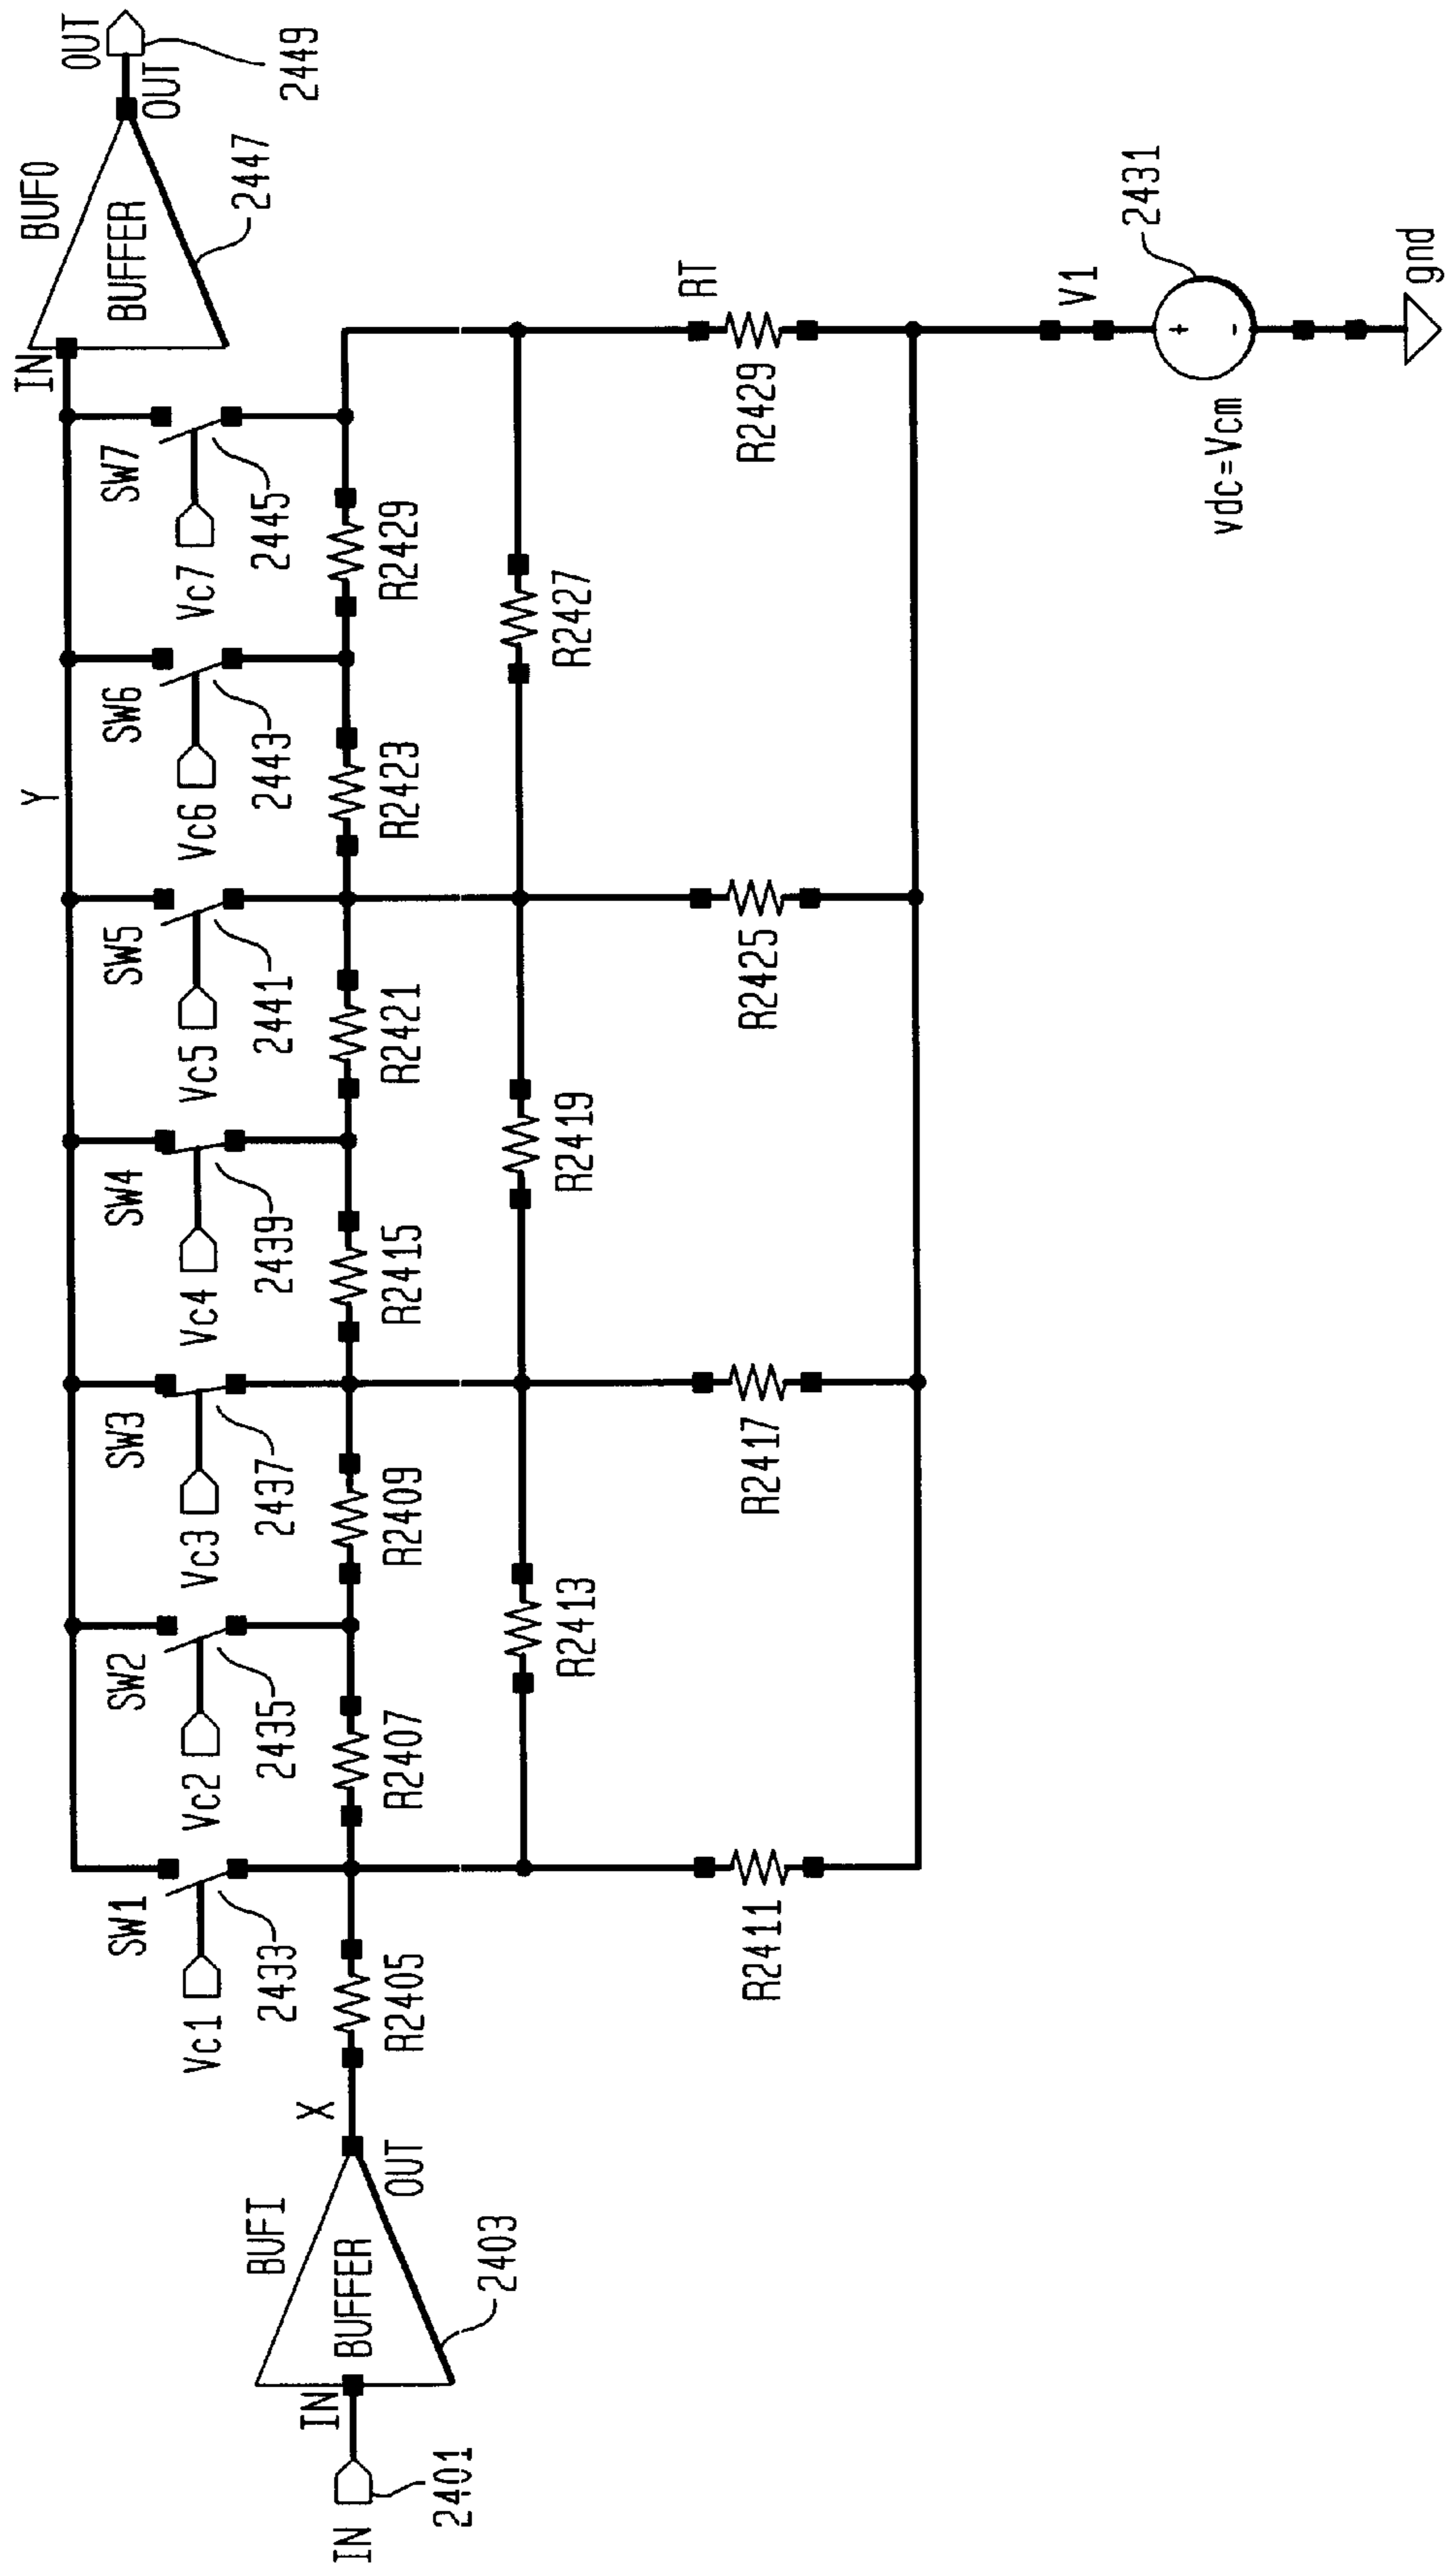 IN
2401
IN
BUFFER
BUFI
2403
OUT
X
R2405
Vc1
SW1
2433
R2407
Vc2
SW2
2435
R2409
Vc3
SW3
2437
R2415
Vc4
SW4
2439
R2421
Vc5
SW5
2441
R2423
Vc6
SW6
2443
R2429
Vc7
SW7
2445
Y
IN
BUFFER
BUFO
2447
OUT
OUT
2449
R2413
R2419
R2427
R2411
R2417
R2425
R2429
RT
V1
+
-
2431
vdc=Vcm
gnd